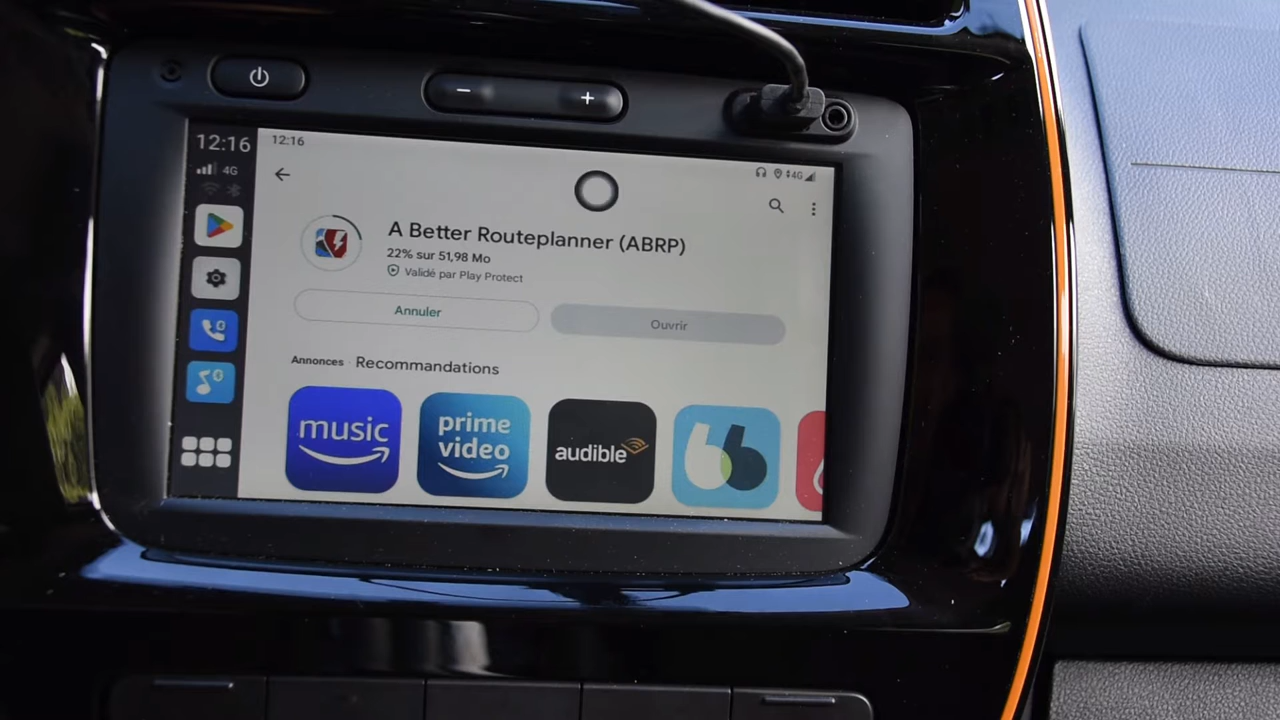 12:16
4G
12:16
4G
A Better Routeplanner (ABRP)
22% sur 51,98 Mo
Validé par Play Protect
Annuler
Ouvrir
Annonces · Recommandations
music
prime
video
audible